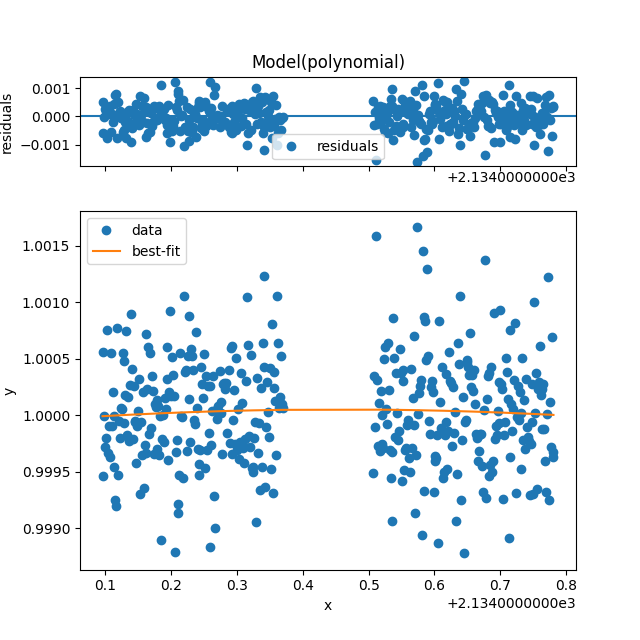 Model(polynomial)
residuals
0.001
0.000
−0.001
residuals
+2.1340000000e3
y
1.0015
1.0010
1.0005
1.0000
0.9995
0.9990
data
best-fit
0.1 0.2 0.3 0.4 0.5 0.6 0.7 0.8
x
+2.1340000000e3